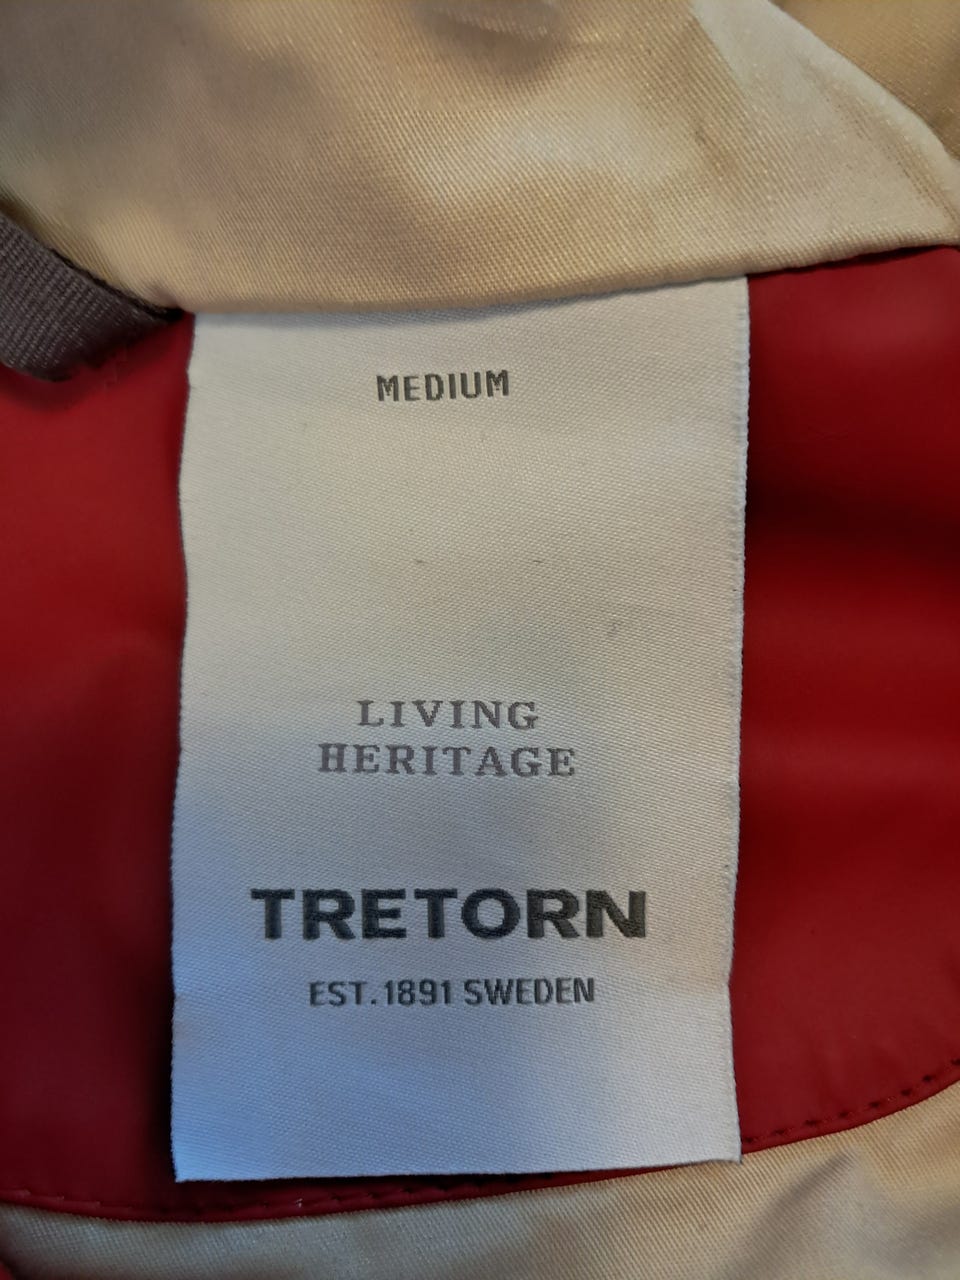 MEDIUM
LIVING
HERITAGE
TRETORN
EST. 1891 SWEDEN